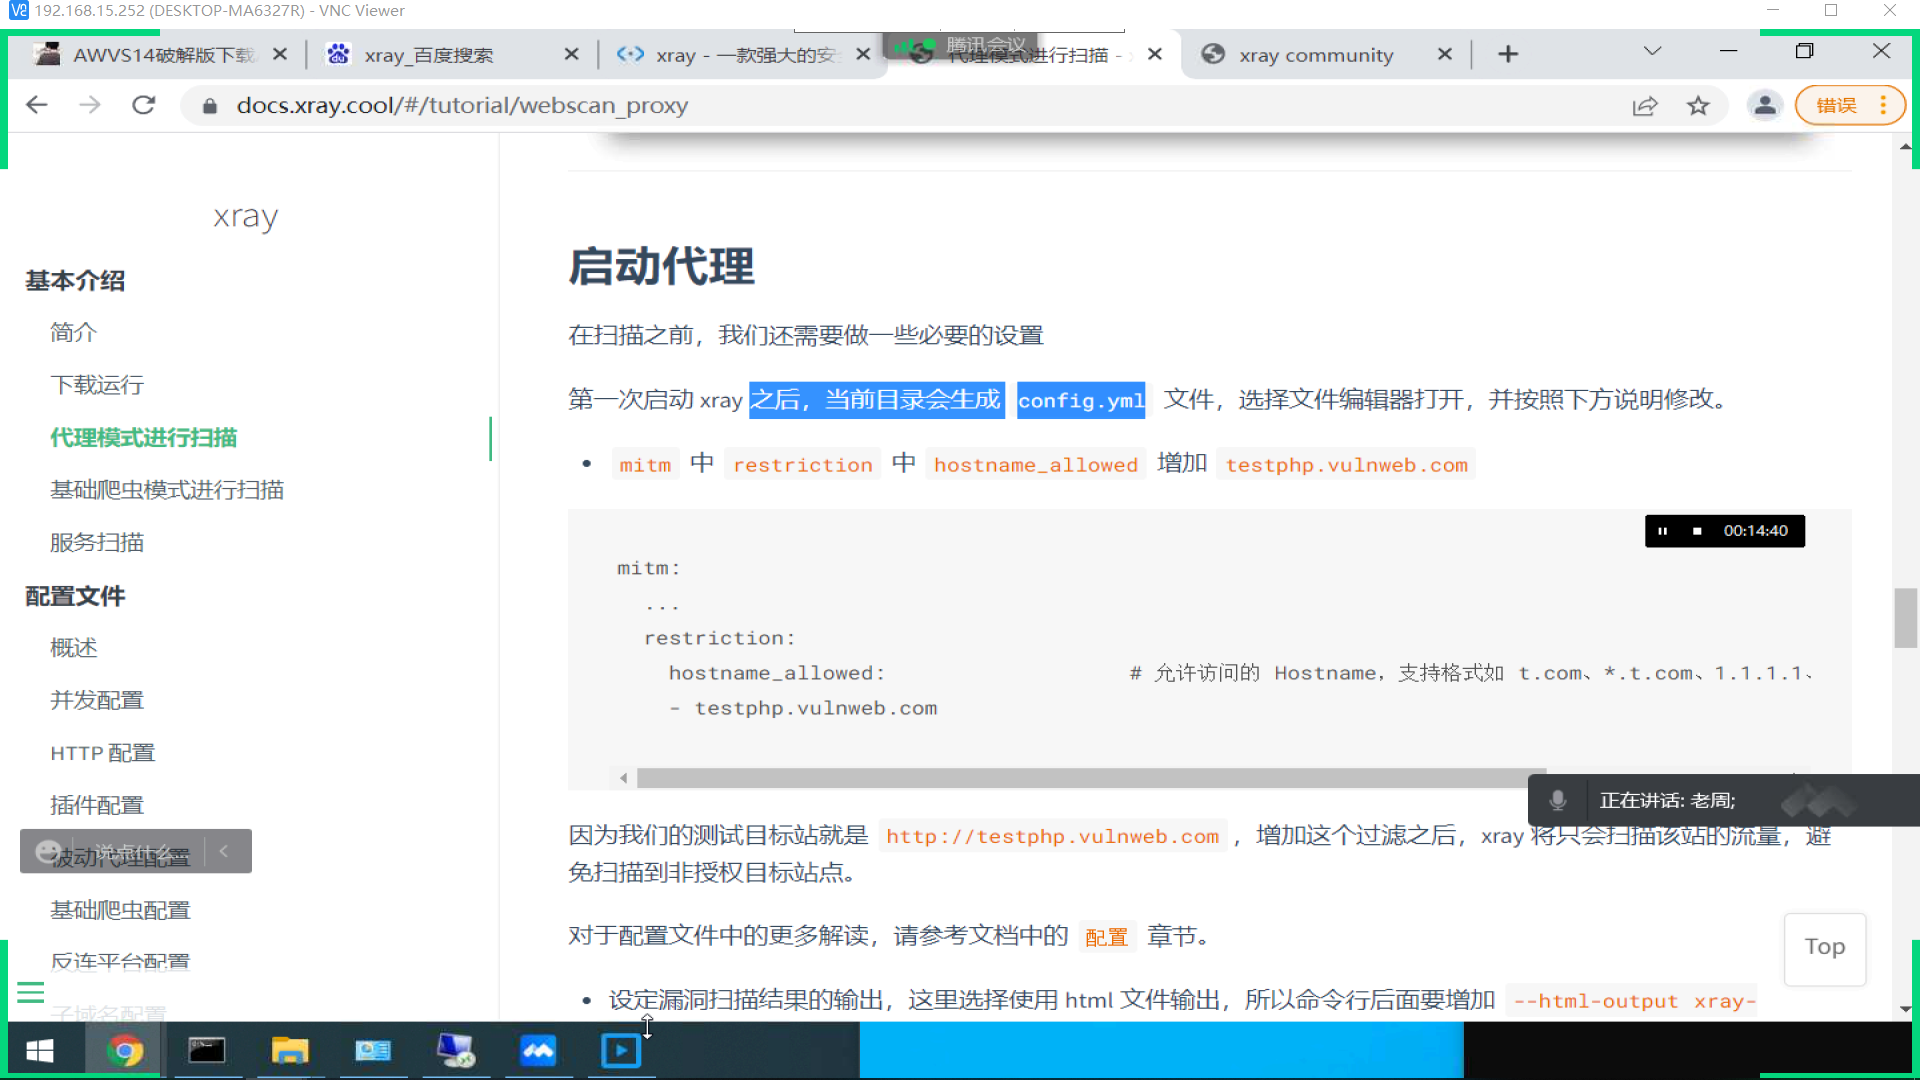 192.168.15.252 (DESKTOP-MA6327R) - VNC Viewer
AWVS14破解版下载
xray_百度搜索
xray - 一款强大的安
代理模式进行扫描 -
xray community
腾讯会议
docs.xray.cool/#/tutorial/webscan_proxy
错误
xray
基本介绍
简介
下载运行
代理模式进行扫描
基础爬虫模式进行扫描
服务扫描
配置文件
概述
并发配置
HTTP 配置
插件配置
被动代理配置
说点什么...
基础爬虫配置
反连平台配置
子域名配置
启动代理
在扫描之前，我们还需要做一些必要的设置
第一次启动 xray 之后，当前目录会生成 config.yml 文件，选择文件编辑器打开，并按照下方说明修改。
• mitm 中 restriction 中 hostname_allowed 增加 testphp.vulnweb.com
00:14:40
mitm:
...
restriction:
hostname_allowed: # 允许访问的 Hostname，支持格式如 t.com、*.t.com、1.1.1.1、
- testphp.vulnweb.com
正在讲话: 老周;
因为我们的测试目标站就是 http://testphp.vulnweb.com ，增加这个过滤之后，xray 将只会扫描该站的流量，避
免扫描到非授权目标站点。
对于配置文件中的更多解读，请参考文档中的 配置 章节。
Top
• 设定漏洞扫描结果的输出，这里选择使用 html 文件输出，所以命令行后面要增加 --html-output xray-